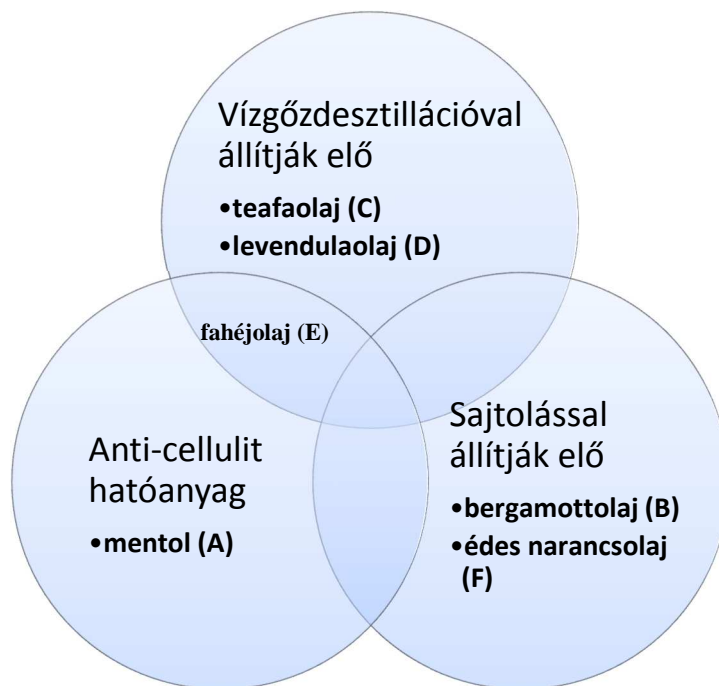 Vízgőzdesztillációval
állítják elő
•teafaolaj (C)
•levendulaolaj (D)
fahéjolaj (E)
Anti-cellulit
hatóanyag
•mentol (A)
Sajtolással
állítják elő
•bergamottolaj (B)
•édes narancsolaj
(F)